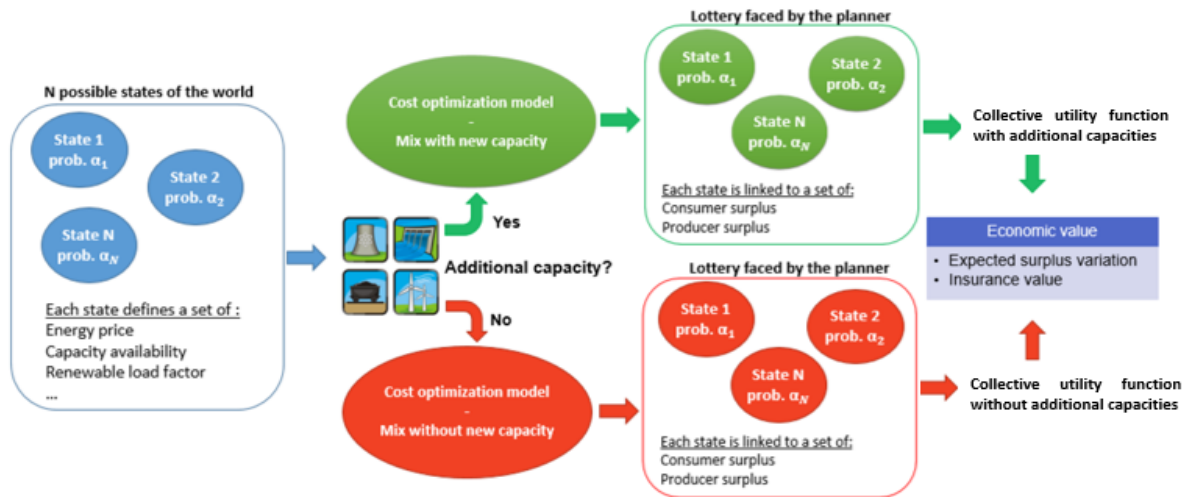 N possible states of the world
State 1
prob. α₁
State 2
prob. α₂
State N
prob. α_N
Each state defines a set of :
Energy price
Capacity availability
Renewable load factor
...
Additional capacity?
Yes
No
Cost optimization model
-
Mix with new capacity
Lottery faced by the planner
State 1
prob. α₁
State 2
prob. α₂
State N
prob. α_N
Each state is linked to a set of:
Consumer surplus
Producer surplus
Collective utility function
with additional capacities
Economic value
• Expected surplus variation
• Insurance value
Cost optimization model
-
Mix without new capacity
Lottery faced by the planner
State 1
prob. α₁
State 2
prob. α₂
State N
prob. α_N
Each state is linked to a set of:
Consumer surplus
Producer surplus
Collective utility function
without additional capacities